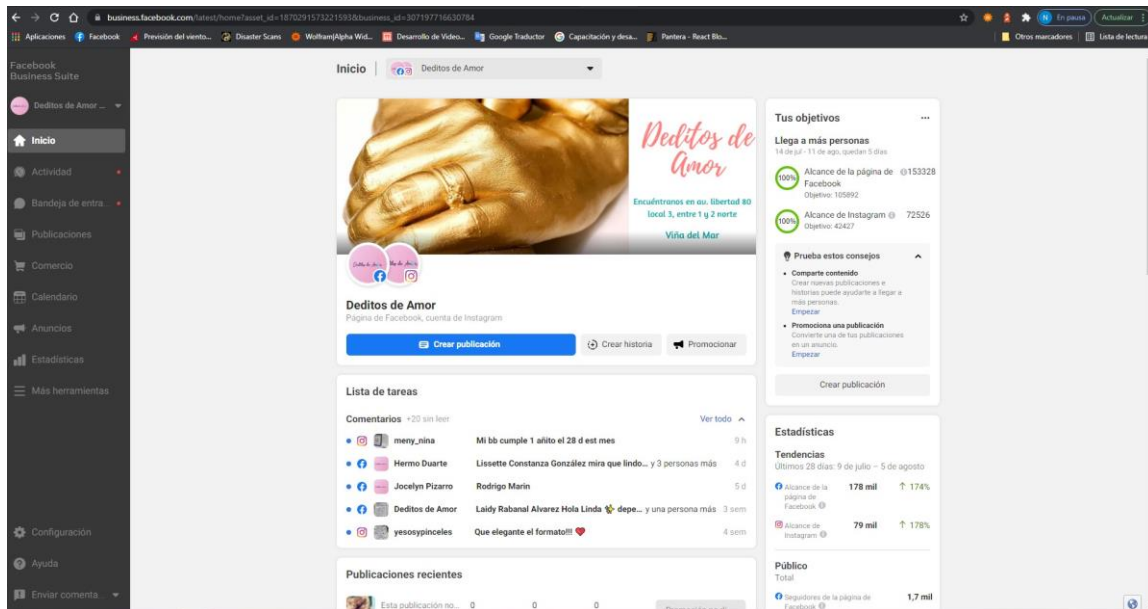 business.facebook.com/latest/home?asset_id=1870291573221593&business_id=307197716630784
En pausa
Actualizar
Aplicaciones
Facebook
Previsión del viento...
Disaster Scans
Wolfram|Alpha Wid...
Desarrollo de Video...
Google Traductor
Capacitación y desa...
Pantera - React Blo...
Otros marcadores
Lista de lectura
Facebook
Business Suite
Deditos de Amor ...
Inicio
Actividad
Bandeja de entra...
Publicaciones
Comercio
Calendario
Anuncios
Estadísticas
Más herramientas
Configuración
Ayuda
Enviar comenta...
Inicio
Deditos de Amor
Deditos de
Amor
Encuéntranos en av. libertad 80
local 3, entre 1 y 2 norte
Viña del Mar
Deditos de Amor
Página de Facebook, cuenta de Instagram
Crear publicación
Crear historia
Promocionar
Lista de tareas
Comentarios +20 sin leer
Ver todo
meny_nina Mi bb cumple 1 añito el 28 d est mes 9 h
Hermo Duarte Lissette Constanza González mira que lindo... y 3 personas más 4 d
Jocelyn Pizarro Rodrigo Marin 5 d
Deditos de Amor Laidy Rabanal Alvarez Hola Linda depe... y una persona más 3 sem
yesosypinceles Que elegante el formato!!! ❤ 4 sem
Publicaciones recientes
Esta publicación no... 0 0 0
Tus objetivos
Llega a más personas
14 de jul - 11 de ago, quedan 5 días
100% Alcance de la página de 153328
Facebook
Objetivo: 105892
100% Alcance de Instagram 72526
Objetivo: 42427
Prueba estos consejos
Comparte contenido
Crear nuevas publicaciones e
historias puede ayudarte a llegar a
más personas.
Empezar
Promociona una publicación
Convierte una de tus publicaciones
en un anuncio.
Empezar
Crear publicación
Estadísticas
Tendencias
Últimos 28 días: 9 de julio – 5 de agosto
Alcance de la 178 mil ↑ 174%
página de
Facebook
Alcance de 79 mil ↑ 178%
Instagram
Público
Total
Seguidores de la página de 1,7 mil
Facebook